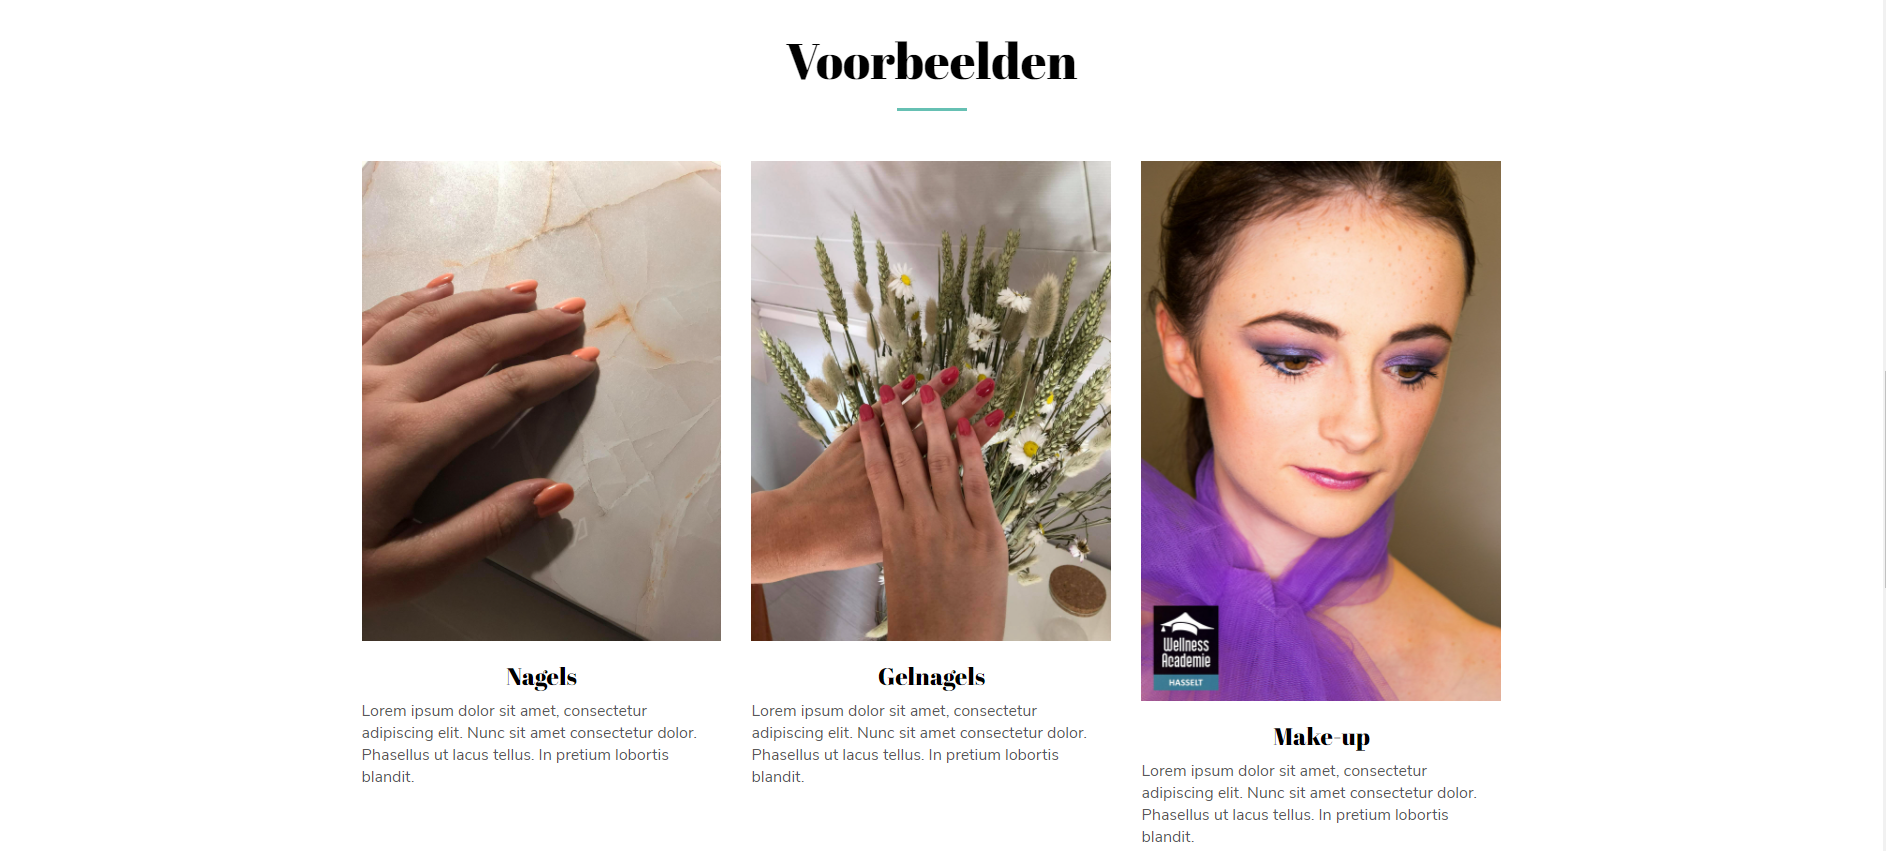 Voorbeelden
Wellness
Academie
HASSELT
Nagels
Lorem ipsum dolor sit amet, consectetur
adipiscing elit. Nunc sit amet consectetur dolor.
Phasellus ut lacus tellus. In pretium lobortis
blandit.
Gelnagels
Lorem ipsum dolor sit amet, consectetur
adipiscing elit. Nunc sit amet consectetur dolor.
Phasellus ut lacus tellus. In pretium lobortis
blandit.
Make-up
Lorem ipsum dolor sit amet, consectetur
adipiscing elit. Nunc sit amet consectetur dolor.
Phasellus ut lacus tellus. In pretium lobortis
blandit.